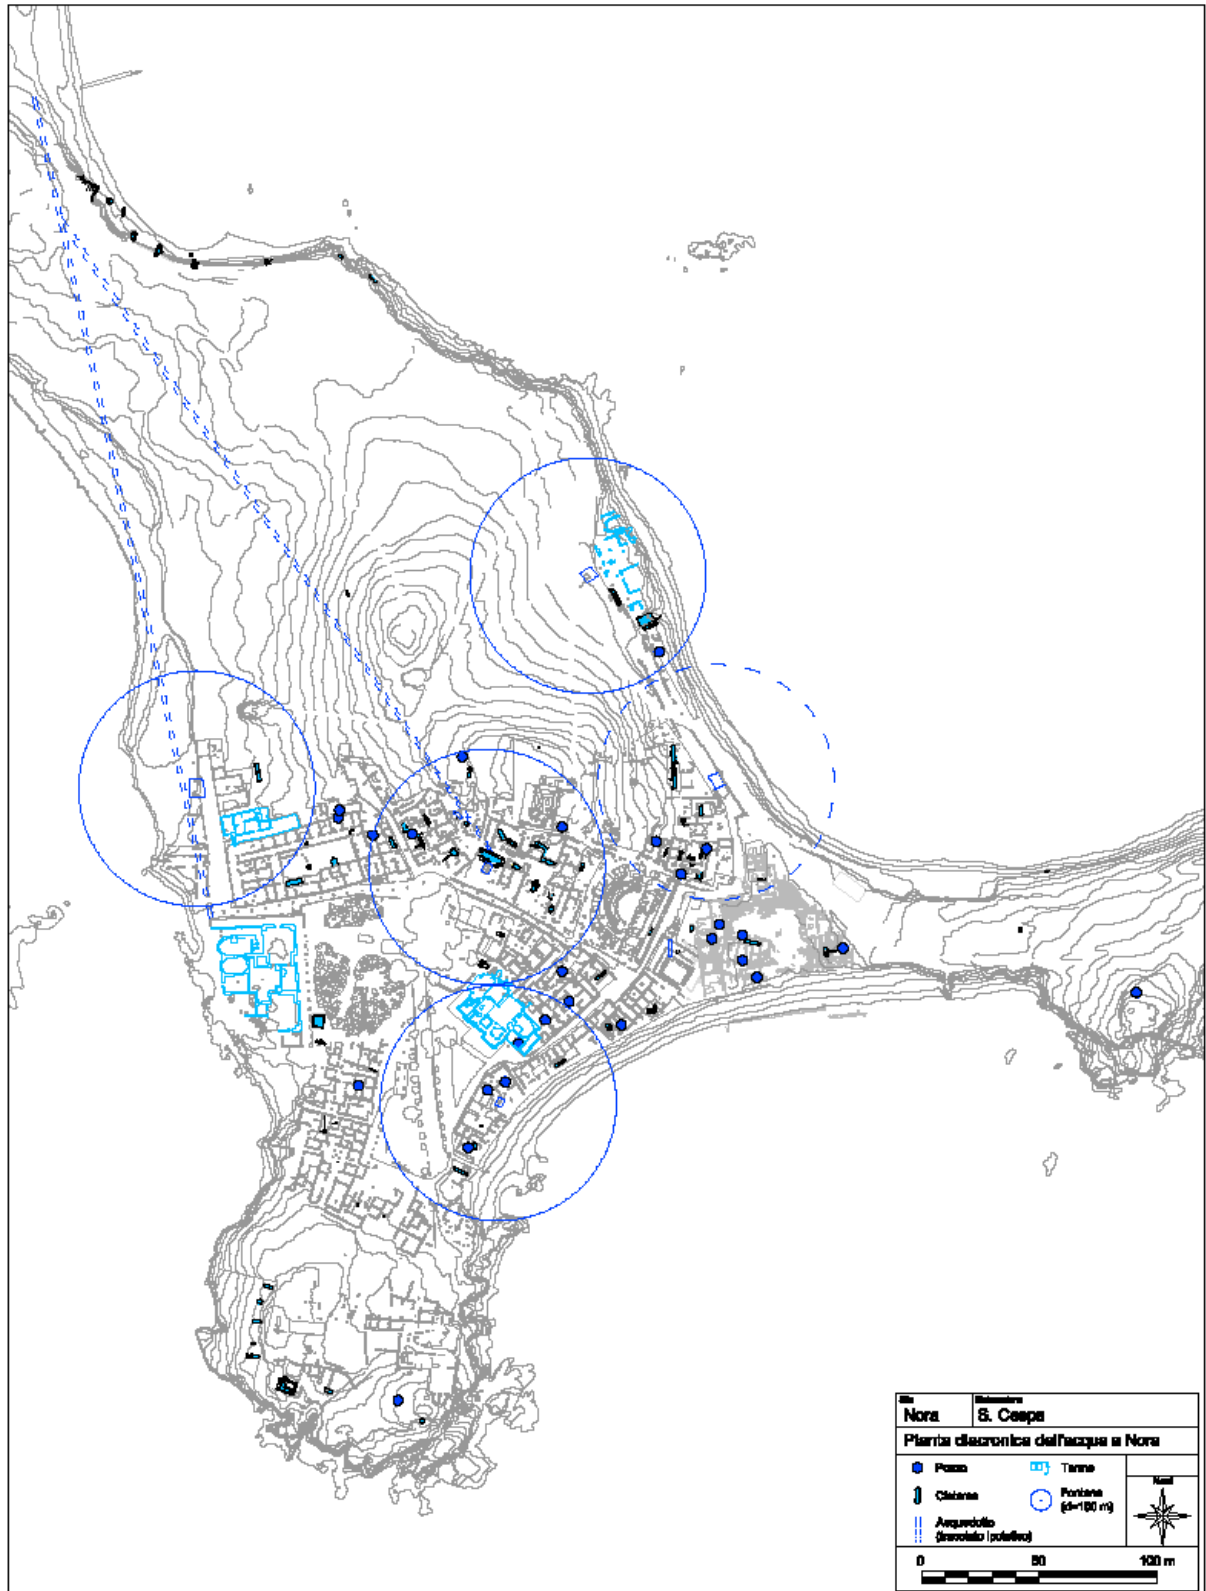 Nora
S. Cespa
Pianta diacronica dell'acqua a Nora
Pozzo
Terme
Cisterna
Fontana
(d=100 m)
Acquedotto
(tracciato ipotetico)
Nord
0 50 100 m